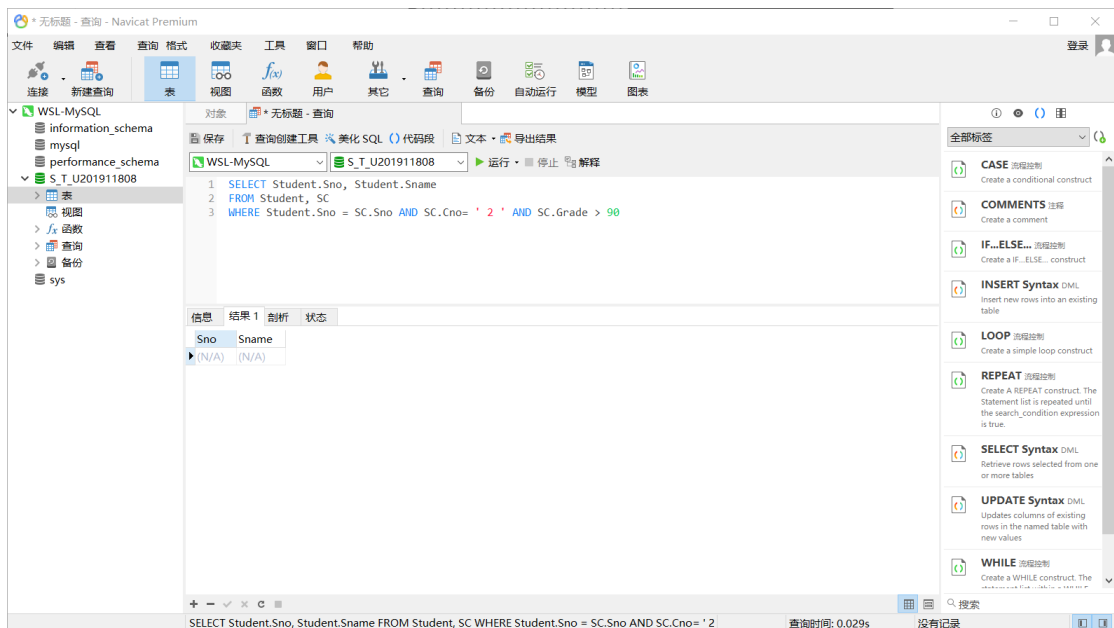 * 无标题 - 查询 - Navicat Premium
文件 编辑 查看 查询 格式 收藏夹 工具 窗口 帮助 登录
连接 新建查询 表 视图 函数 用户 其它 查询 备份 自动运行 模型 图表
WSL-MySQL
information_schema
mysql
performance_schema
S_T_U201911808
表
视图
函数
查询
备份
sys
对象 * 无标题 - 查询
保存 查询创建工具 美化 SQL () 代码段 文本 导出结果
WSL-MySQL S_T_U201911808 运行 停止 解释
1 SELECT Student.Sno, Student.Sname
2 FROM Student, SC
3 WHERE Student.Sno = SC.Sno AND SC.Cno= ' 2 ' AND SC.Grade > 90
信息 结果 1 剖析 状态
Sno Sname
(N/A) (N/A)
SELECT Student.Sno, Student.Sname FROM Student, SC WHERE Student.Sno = SC.Sno AND SC.Cno= ' 2 查询时间: 0.029s 没有记录
全部标签
CASE 流程控制
Create a conditional construct
COMMENTS 注释
Create a comment
IF...ELSE... 流程控制
Create a IF...ELSE... construct
INSERT Syntax DML
Insert new rows into an existing
table
LOOP 流程控制
Create a simple loop construct
REPEAT 流程控制
Create A REPEAT construct. The
Statement list is repeated until
the search_condition expression
is true.
SELECT Syntax DML
Retrieve rows selected from one
or more tables
UPDATE Syntax DML
Updates columns of existing
rows in the named table with
new values
WHILE 流程控制
Create a WHILE construct. The
搜索